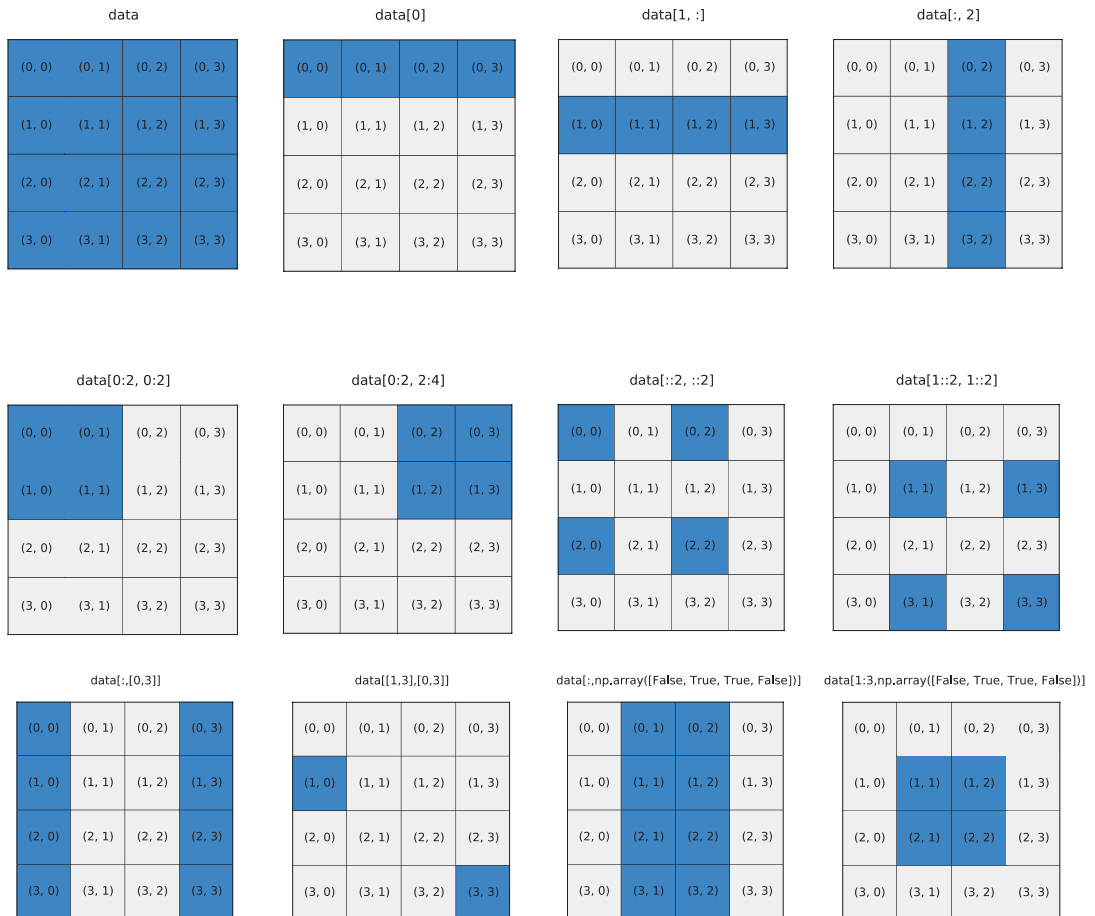 data data[0] data[1, :] data[:, 2]
(0, 0) (0, 1) (0, 2) (0, 3) (0, 0) (0, 1) (0, 2) (0, 3) (0, 0) (0, 1) (0, 2) (0, 3) (0, 0) (0, 1) (0, 2) (0, 3)
(1, 0) (1, 1) (1, 2) (1, 3) (1, 0) (1, 1) (1, 2) (1, 3) (1, 0) (1, 1) (1, 2) (1, 3) (1, 0) (1, 1) (1, 2) (1, 3)
(2, 0) (2, 1) (2, 2) (2, 3) (2, 0) (2, 1) (2, 2) (2, 3) (2, 0) (2, 1) (2, 2) (2, 3) (2, 0) (2, 1) (2, 2) (2, 3)
(3, 0) (3, 1) (3, 2) (3, 3) (3, 0) (3, 1) (3, 2) (3, 3) (3, 0) (3, 1) (3, 2) (3, 3) (3, 0) (3, 1) (3, 2) (3, 3)
data[0:2, 0:2] data[0:2, 2:4] data[::2, ::2] data[1::2, 1::2]
(0, 0) (0, 1) (0, 2) (0, 3) (0, 0) (0, 1) (0, 2) (0, 3) (0, 0) (0, 1) (0, 2) (0, 3) (0, 0) (0, 1) (0, 2) (0, 3)
(1, 0) (1, 1) (1, 2) (1, 3) (1, 0) (1, 1) (1, 2) (1, 3) (1, 0) (1, 1) (1, 2) (1, 3) (1, 0) (1, 1) (1, 2) (1, 3)
(2, 0) (2, 1) (2, 2) (2, 3) (2, 0) (2, 1) (2, 2) (2, 3) (2, 0) (2, 1) (2, 2) (2, 3) (2, 0) (2, 1) (2, 2) (2, 3)
(3, 0) (3, 1) (3, 2) (3, 3) (3, 0) (3, 1) (3, 2) (3, 3) (3, 0) (3, 1) (3, 2) (3, 3) (3, 0) (3, 1) (3, 2) (3, 3)
data[:,[0,3]] data[[1,3],[0,3]] data[:,np.array([False, True, True, False])] data[1:3,np.array([False, True, True, False])]
(0, 0) (0, 1) (0, 2) (0, 3) (0, 0) (0, 1) (0, 2) (0, 3) (0, 0) (0, 1) (0, 2) (0, 3) (0, 0) (0, 1) (0, 2) (0, 3)
(1, 0) (1, 1) (1, 2) (1, 3) (1, 0) (1, 1) (1, 2) (1, 3) (1, 0) (1, 1) (1, 2) (1, 3) (1, 0) (1, 1) (1, 2) (1, 3)
(2, 0) (2, 1) (2, 2) (2, 3) (2, 0) (2, 1) (2, 2) (2, 3) (2, 0) (2, 1) (2, 2) (2, 3) (2, 0) (2, 1) (2, 2) (2, 3)
(3, 0) (3, 1) (3, 2) (3, 3) (3, 0) (3, 1) (3, 2) (3, 3) (3, 0) (3, 1) (3, 2) (3, 3) (3, 0) (3, 1) (3, 2) (3, 3)